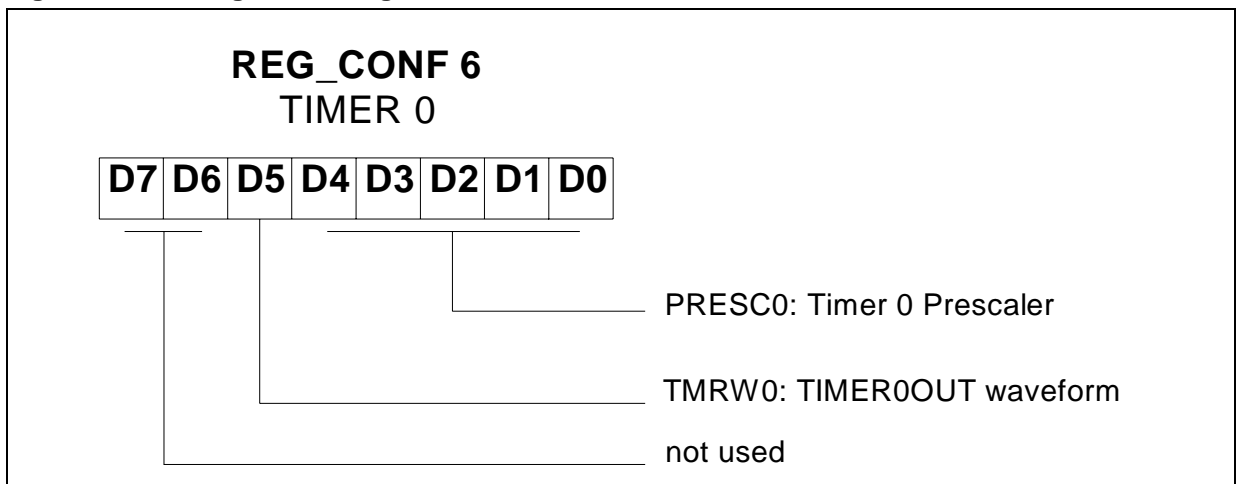 REG_CONF 6
TIMER 0
D7 D6 D5 D4 D3 D2 D1 D0
PRESC0: Timer 0 Prescaler
TMRW0: TIMER0OUT waveform
not used